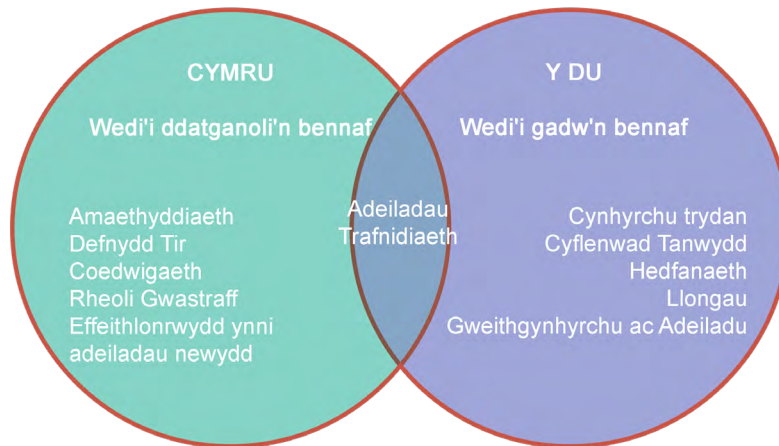 CYMRU
Wedi'i ddatganoli'n bennaf
Amaethyddiaeth
Defnydd Tir
Coedwigaeth
Rheoli Gwastraff
Effeithlonrwydd ynni
adeiladau newydd
Adeiladau
Trafnidiaeth
Y DU
Wedi'i gadw'n bennaf
Cynhyrchu trydan
Cyflenwad Tanwydd
Hedfanaeth
Llongau
Gweithgynhyrchu ac Adeiladu